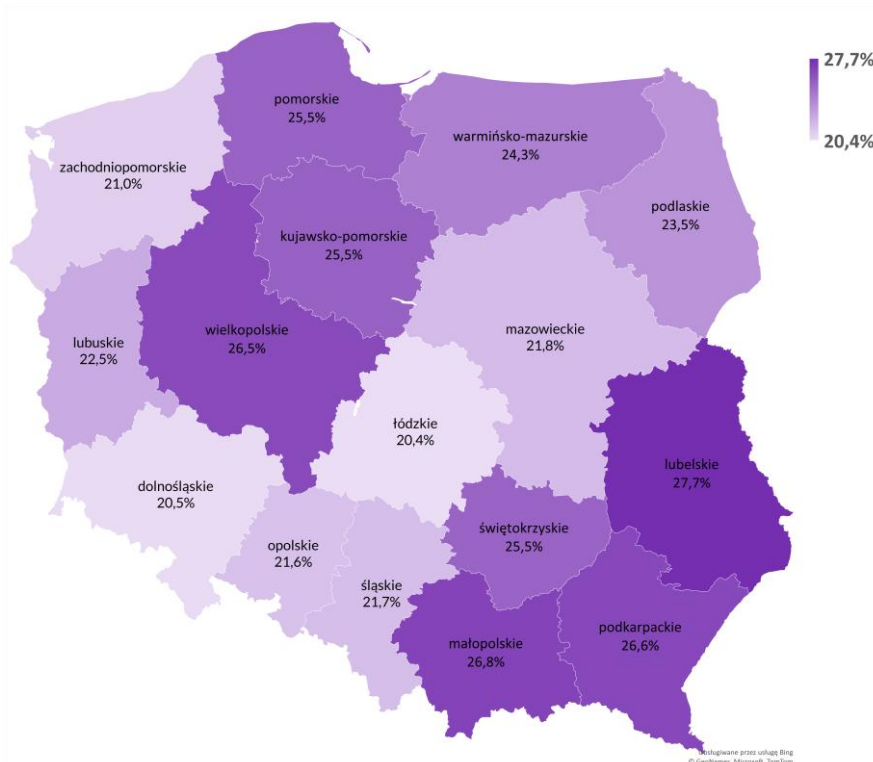 27,7%
20,4%
pomorskie
25,5%
warmińsko-mazurskie
24,3%
zachodniopomorskie
21,0%
podlaskie
23,5%
kujawsko-pomorskie
25,5%
wielkopolskie
26,5%
mazowieckie
21,8%
lubuskie
22,5%
łódzkie
20,4%
lubelskie
27,7%
dolnośląskie
20,5%
świętokrzyskie
25,5%
opolskie
21,6%
śląskie
21,7%
podkarpackie
26,6%
małopolskie
26,8%
Obsługiwane przez usługę Bing
© GeoNames, Microsoft, TomTom